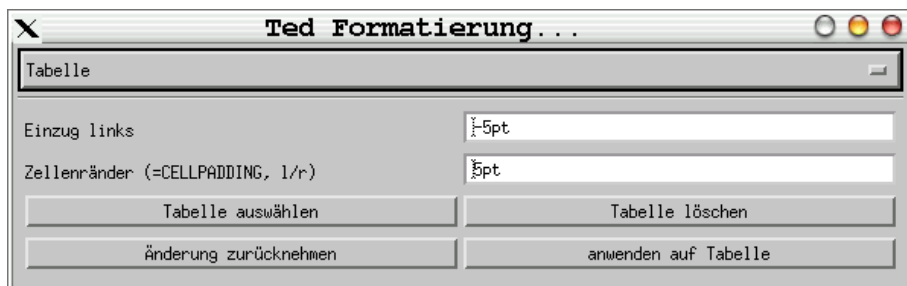 Ted Formatierung...
Tabelle
Einzug links
-5pt
Zellenränder (=CELLPADDING, l/r)
5pt
Tabelle auswählen
Tabelle löschen
Änderung zurücknehmen
anwenden auf Tabelle